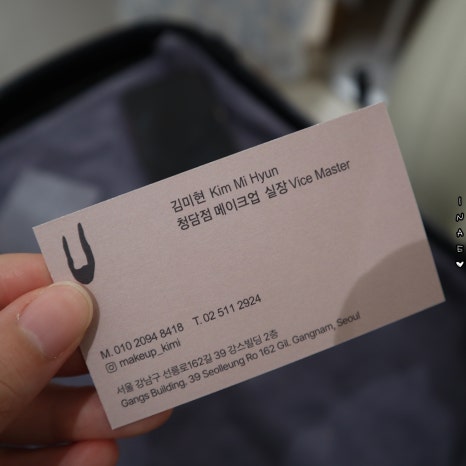 김미현 Kim Mi Hyun
청담점 메이크업 실장 Vice Master
M. 010 2094 8418 T. 02 511 2924
makeup_kimi
서울 강남구 선릉로162길 39 강스빌딩 2층
Gangs Building. 39 Seolleung Ro 162 Gil. Gangnam, Seoul
INAE